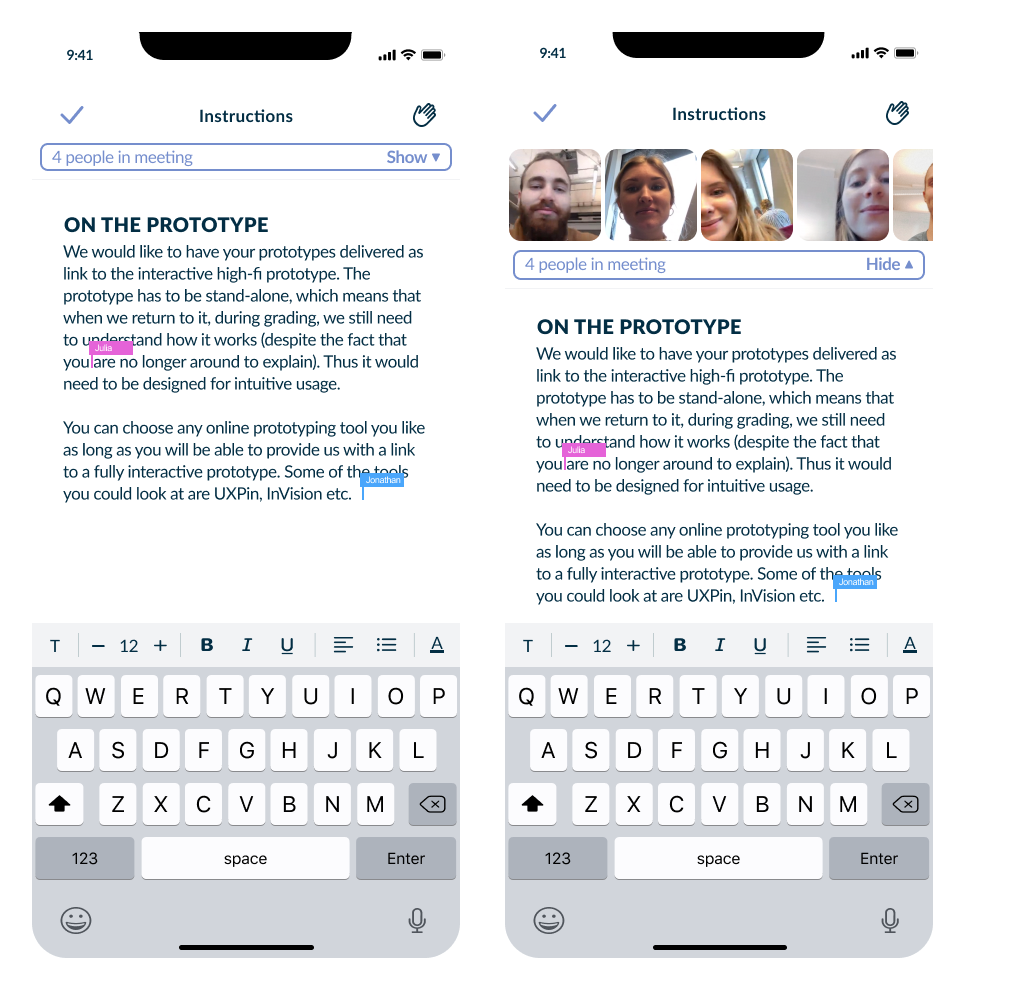 9:41
Instructions
4 people in meeting Show ▼
ON THE PROTOTYPE
We would like to have your prototypes delivered as
link to the interactive high-fi prototype. The
prototype has to be stand-alone, which means that
when we return to it, during grading, we still need
to understand how it works (despite the fact that
Julia
you are no longer around to explain). Thus it would
need to be designed for intuitive usage.
You can choose any online prototyping tool you like
as long as you will be able to provide us with a link
to a fully interactive prototype. Some of the tools
Jonathan
you could look at are UXPin, InVision etc.
T − 12 + B I U A
Q W E R T Y U I O P
A S D F G H J K L
Z X C V B N M
123 space Enter
9:41
Instructions
4 people in meeting Hide ▲
ON THE PROTOTYPE
We would like to have your prototypes delivered as
link to the interactive high-fi prototype. The
prototype has to be stand-alone, which means that
when we return to it, during grading, we still need
to understand how it works (despite the fact that
Julia
you are no longer around to explain). Thus it would
need to be designed for intuitive usage.
You can choose any online prototyping tool you like
as long as you will be able to provide us with a link
to a fully interactive prototype. Some of the tools
Jonathan
you could look at are UXPin, InVision etc.
T − 12 + B I U A
Q W E R T Y U I O P
A S D F G H J K L
Z X C V B N M
123 space Enter